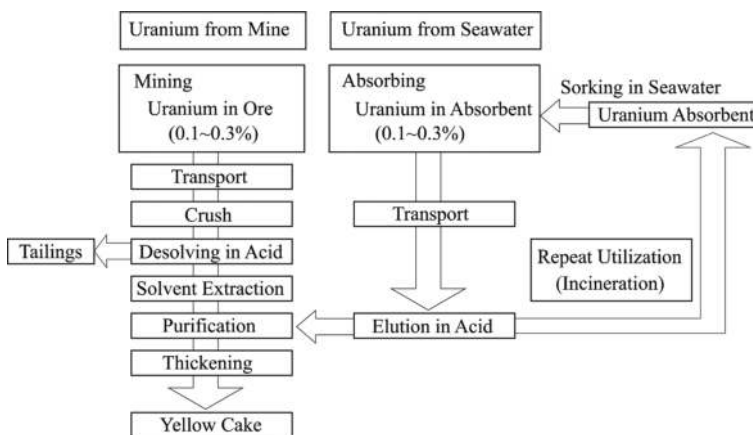 Uranium from Mine
Uranium from Seawater
Mining
Uranium in Ore
(0.1~0.3%)
Absorbing
Uranium in Absorbent
(0.1~0.3%)
Sorking in Seawater
Uranium Absorbent
Transport
Crush
Transport
Tailings
Desolving in Acid
Repeat Utilization
(Incineration)
Solvent Extraction
Purification
Elution in Acid
Thickening
Yellow Cake